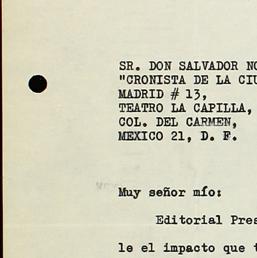 SR. DON SALVADOR NO
"CRONISTA DE LA CIU
MADRID # 13,
TEATRO LA CAPILLA,
COL. DEL CARMEN,
MEXICO 21, D. F.
Muy señor mío:
Editorial Pres
le el impacto que t